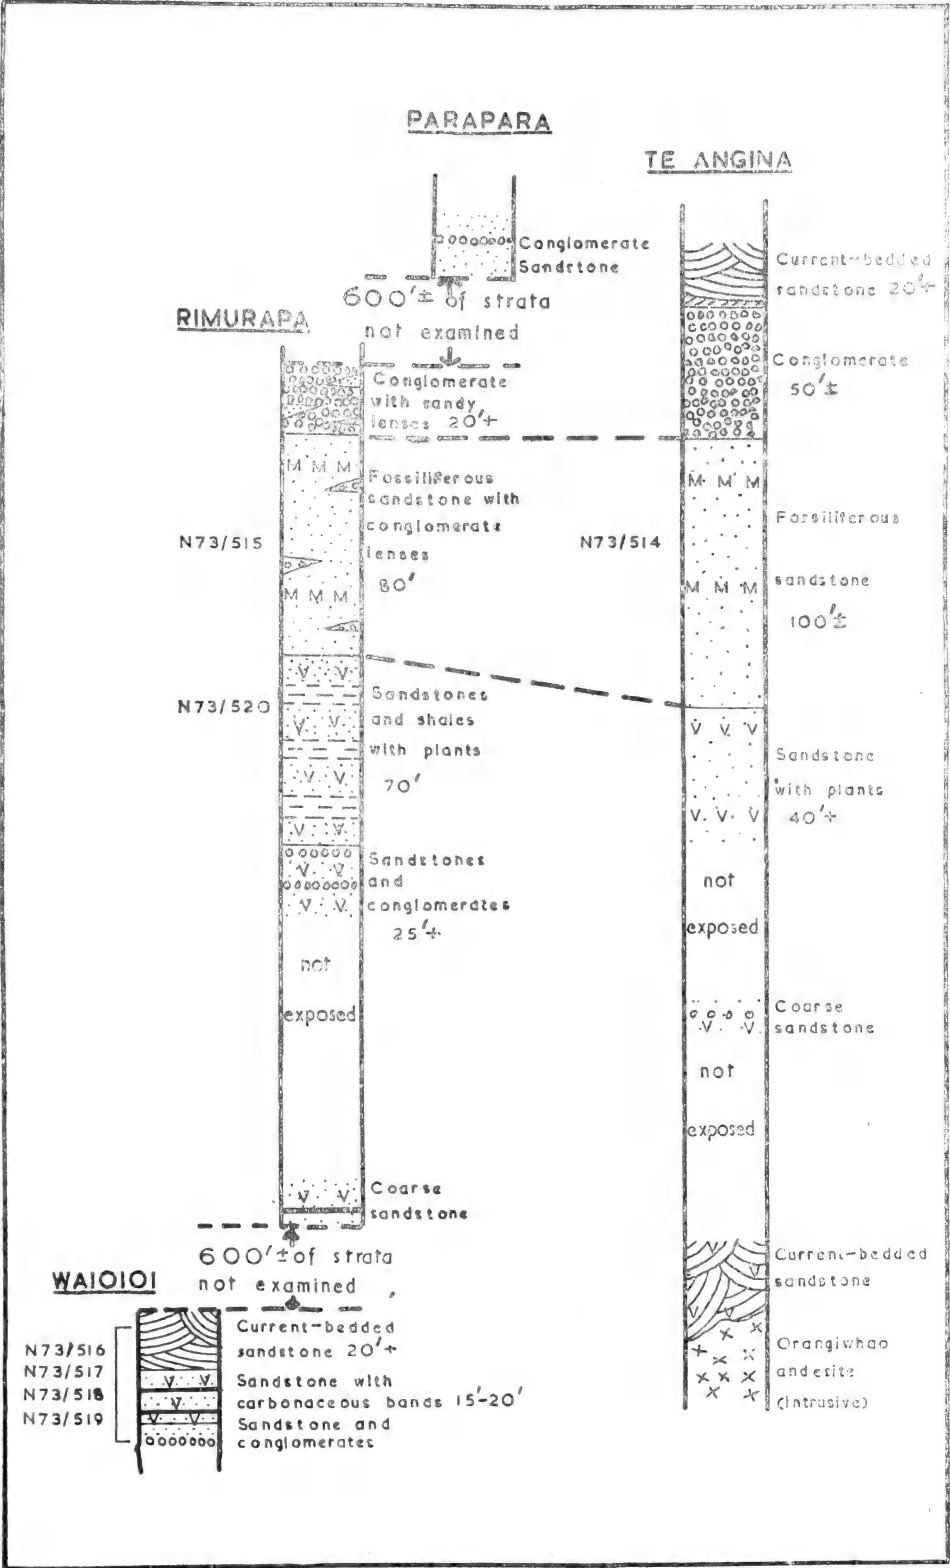 PARAPARA
Conglomerate
Sandrtone
600'± of strata
not examined
RIMURAPA
Conglomerate
with sandy
lenses 20'+
M M M
Fossiliferous
sandstone with
conglomerate
lenses
80'
N73/515
M M M
V V
N73/520
Sandstones
and shales
with plants
70'
V V
V V
V V
Sandstones
and
conglomerates
25'+
V V
V V
not
exposed
V V
Coarse
sandstone
600'± of strata
not examined
WAIOIOI
N73/516
N73/517
N73/518
N73/519
Current-bedded
sandstone 20'+
Sandstone with
carbonaceous bands 15'-20'
Sandstone and
conglomerates
V V
V
V V
TE ANGINA
Current-bedded
sandstone 20'+
Conglomerate
50'±
M M M
Fossiliferous
N73/514
sandstone
M M M
100'±
V V V
Sandstone
with plants
40'+
V V V
not
exposed
Coarse
sandstone
V V
not
exposed
Current-bedded
sandstone
V
V
V V
Orangiwhao
andesite
(intrusive)
x x
x x x
x x